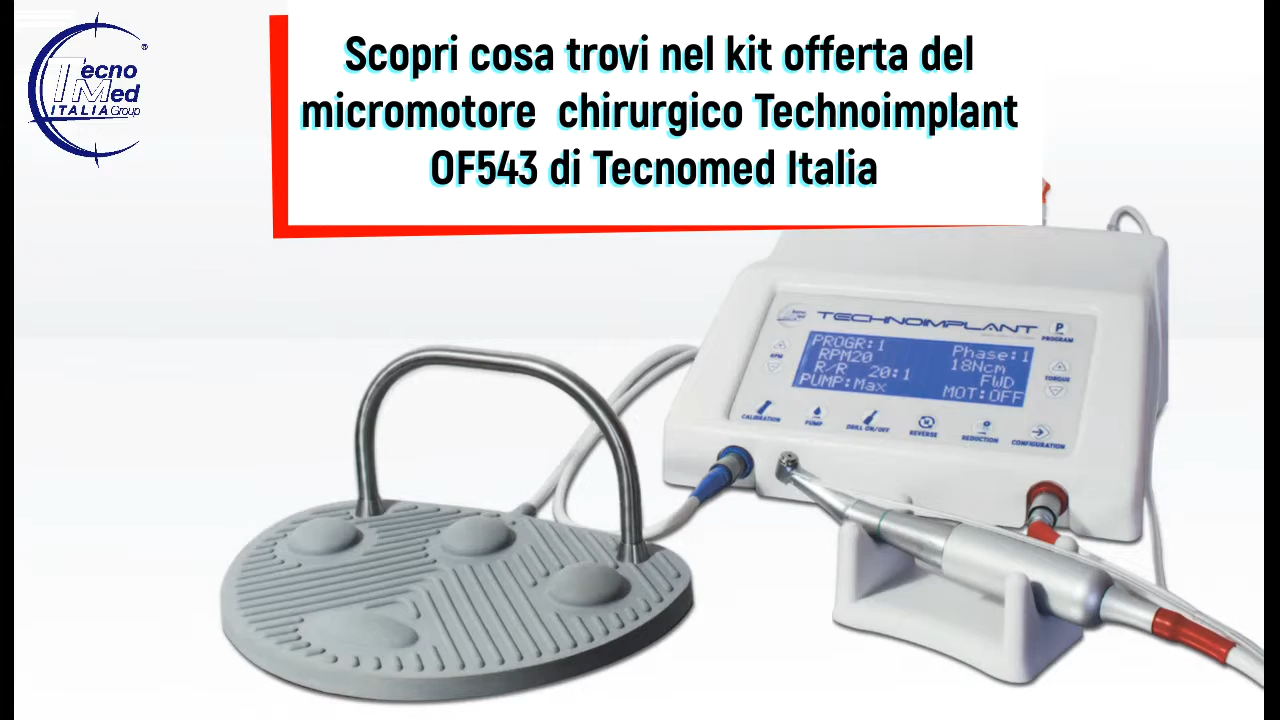 Tecno
Med
ITALIA Group
®
Scopri cosa trovi nel kit offerta del
micromotore chirurgico Technoimplant
OF543 di Tecnomed Italia
TECHNOIMPLANT
P
PROGRAM
RPM
TORQUE
PROGR:1 Phase:1
RPM20 18Ncm
R/R 20:1 FWD
PUMP:Max MOT:OFF
CALIBRATION PUMP DRILL ON/OFF REVERSE REDUCTION CONFIGURATION